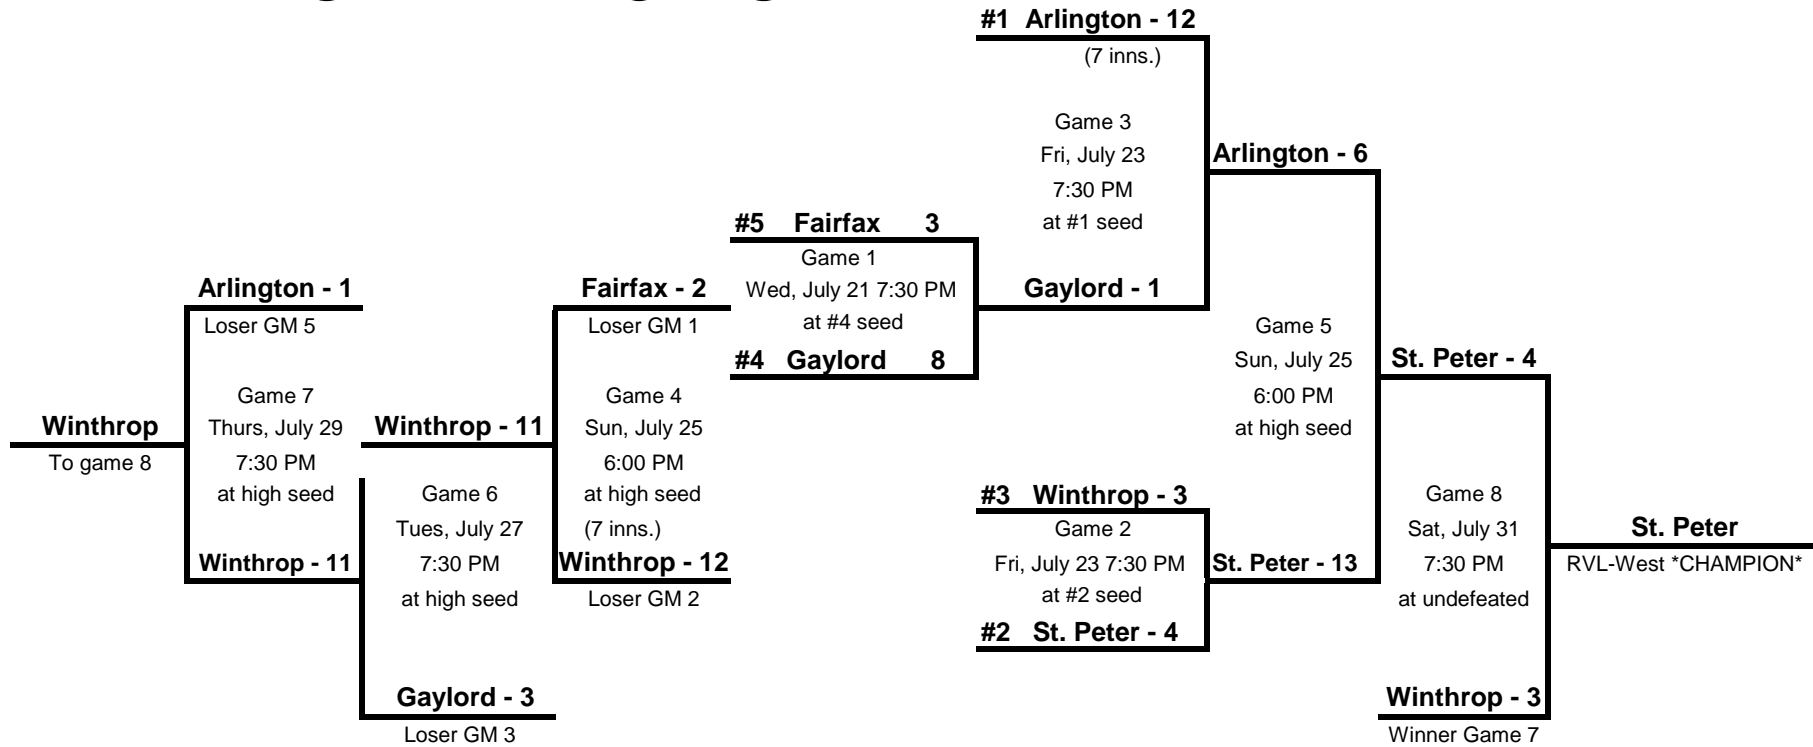 #1 Arlington - 12
(7 inns.)
Game 3
Fri, July 23
7:30 PM
at #1 seed
Arlington - 6
#5 Fairfax 3
Game 1
Wed, July 21 7:30 PM
at #4 seed
#4 Gaylord 8
Gaylord - 1
Arlington - 1
Loser GM 5
Game 7
Thurs, July 29
7:30 PM
at high seed
Winthrop - 11
Winthrop
To game 8
Fairfax - 2
Loser GM 1
Game 4
Sun, July 25
6:00 PM
at high seed
(7 inns.)
Winthrop - 12
Loser GM 2
Winthrop - 11
Game 6
Tues, July 27
7:30 PM
at high seed
Gaylord - 3
Loser GM 3
Game 5
Sun, July 25
6:00 PM
at high seed
#3 Winthrop - 3
Game 2
Fri, July 23 7:30 PM
at #2 seed
#2 St. Peter - 4
St. Peter - 13
St. Peter - 4
Game 8
Sat, July 31
7:30 PM
at undefeated
Winthrop - 3
Winner Game 7
St. Peter
RVL-West *CHAMPION*